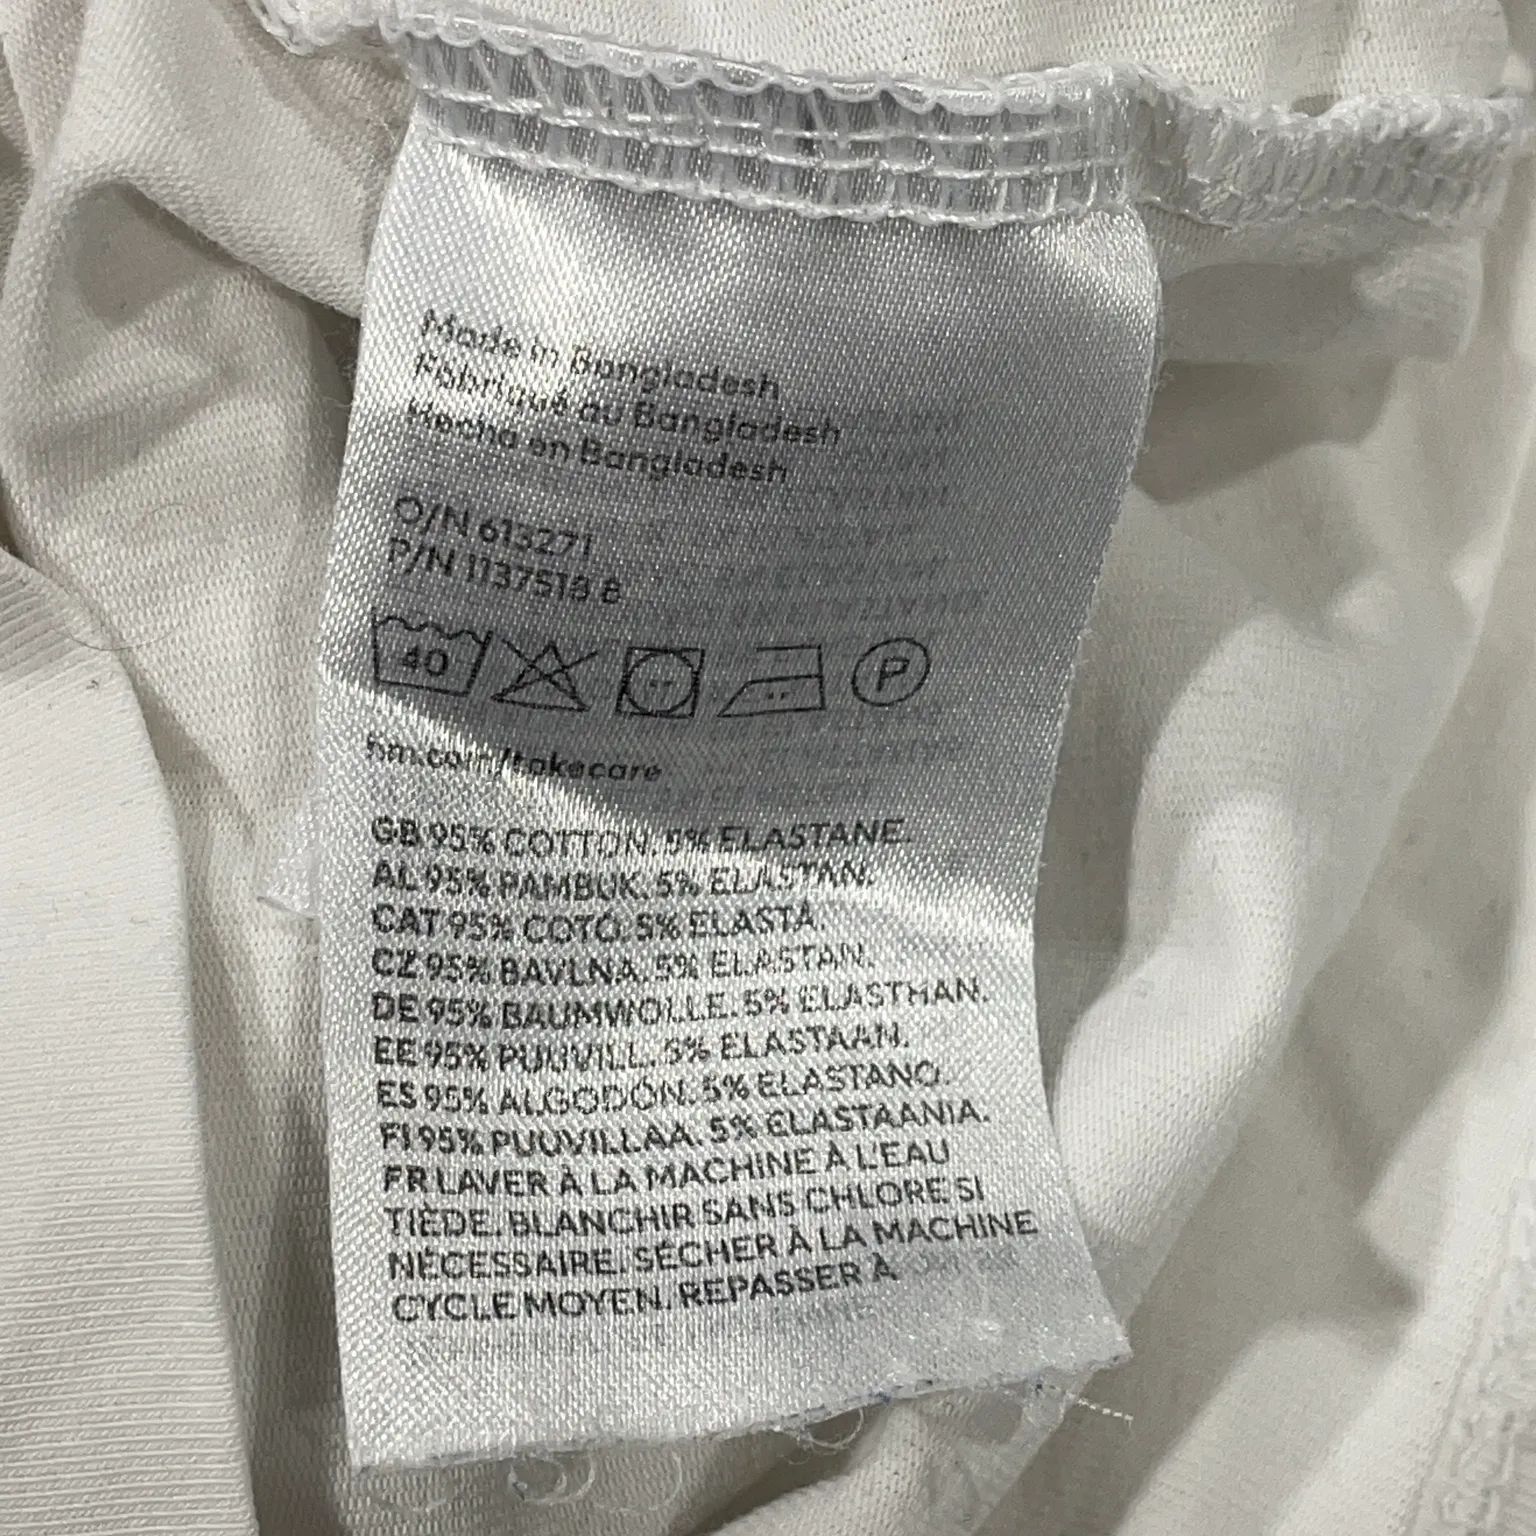 Made in Bangladesh
Fabriqué au Bangladesh
Hecho en Bangladesh
O/N 613271
P/N 1137518 8
40
P
hm.com/takecare
GB 95% COTTON. 5% ELASTANE.
AL 95% PAMBUK. 5% ELASTAN.
CAT 95% COTÓ. 5% ELASTÀ.
CZ 95% BAVLNA. 5% ELASTAN.
DE 95% BAUMWOLLE. 5% ELASTHAN.
EE 95% PUUVILL. 5% ELASTAAN.
ES 95% ALGODÓN. 5% ELASTANO.
FI 95% PUUVILLAA. 5% ELASTAANIA.
FR LAVER À LA MACHINE À L'EAU
TIÈDE. BLANCHIR SANS CHLORE SI
NÉCESSAIRE. SÉCHER À LA MACHINE
CYCLE MOYEN. REPASSER À